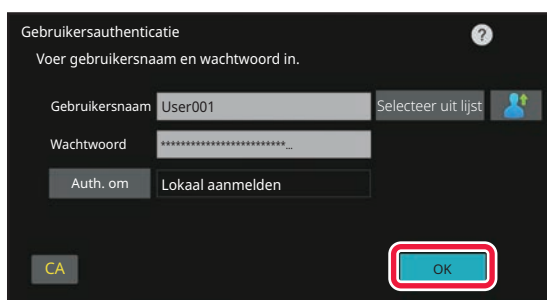 Gebruikersauthenticatie
?
Voer gebruikersnaam en wachtwoord in.
Gebruikersnaam User001 Selecteer uit lijst
Wachtwoord *************************...
Auth. om Lokaal aanmelden
CA OK